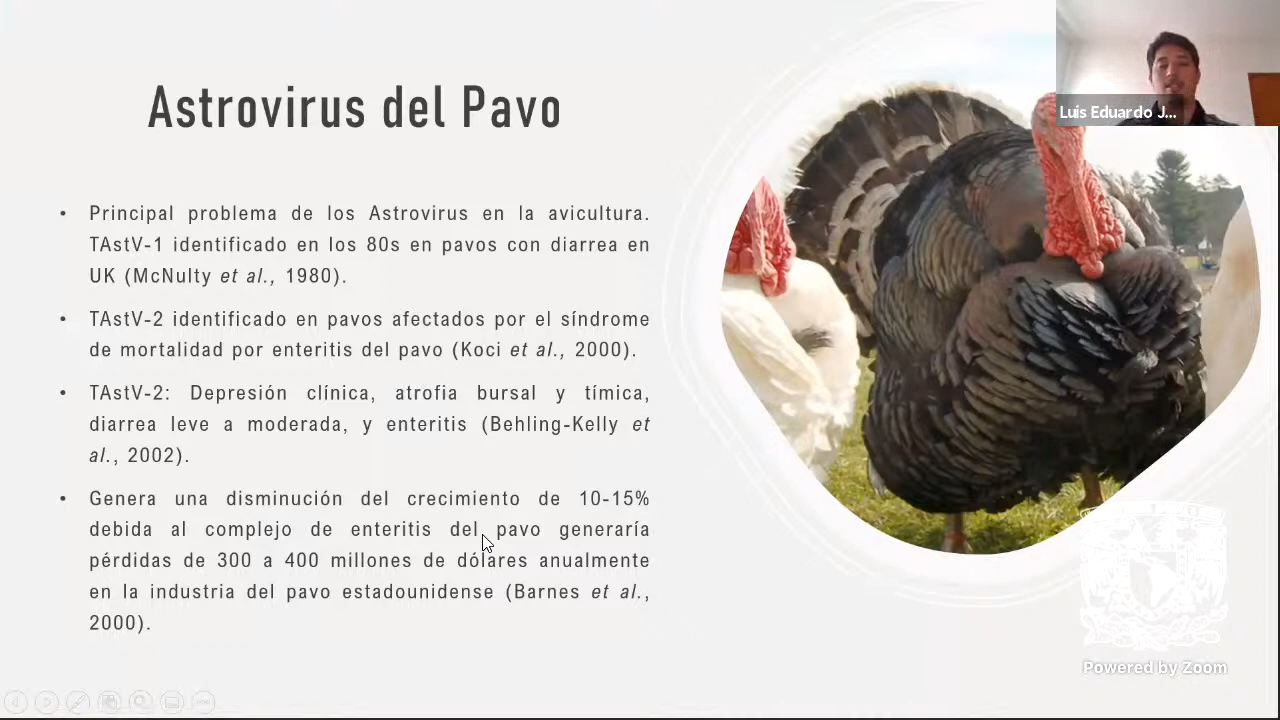 Astrovirus del Pavo
• Principal problema de los Astrovirus en la avicultura.
TAstV-1 identificado en los 80s en pavos con diarrea en
UK (McNulty et al., 1980).
• TAstV-2 identificado en pavos afectados por el síndrome
de mortalidad por enteritis del pavo (Koci et al., 2000).
• TAstV-2: Depresión clínica, atrofia bursal y tímica,
diarrea leve a moderada, y enteritis (Behling-Kelly et
al., 2002).
• Genera una disminución del crecimiento de 10-15%
debida al complejo de enteritis del pavo generaría
pérdidas de 300 a 400 millones de dólares anualmente
en la industria del pavo estadounidense (Barnes et al.,
2000).
Luis Eduardo J...
Powered by Zoom